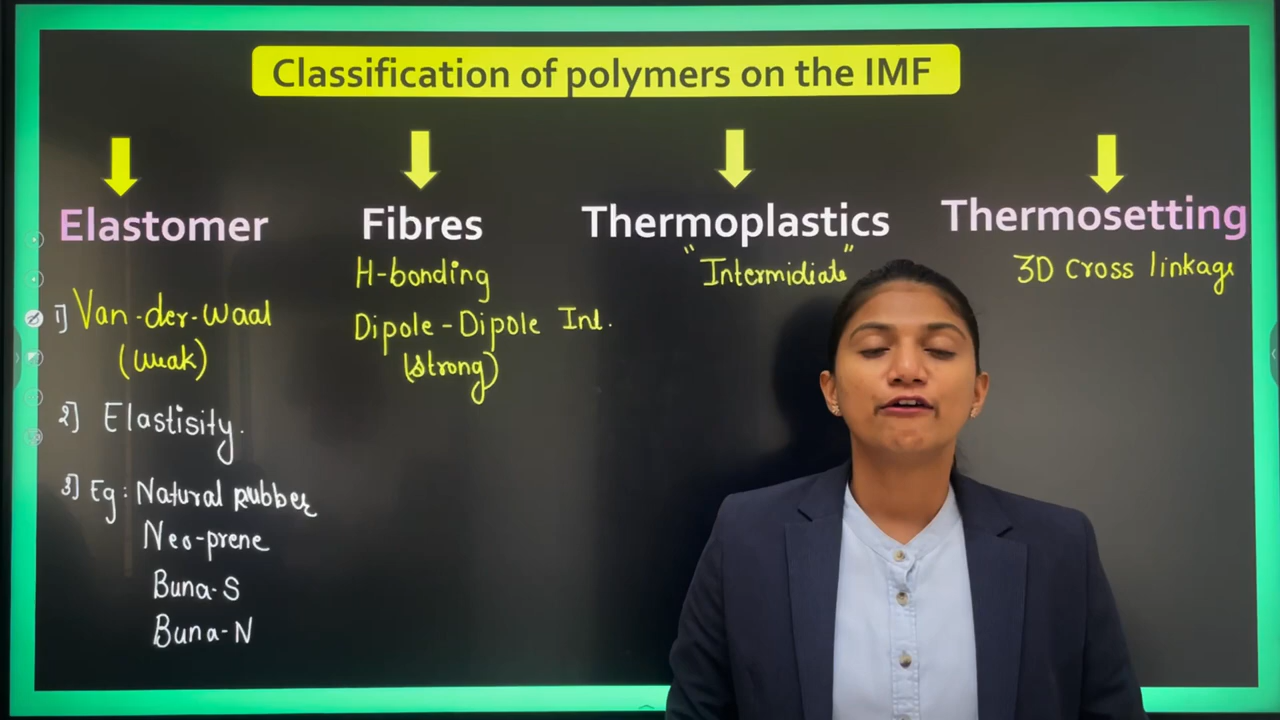 Classification of polymers on the IMF
Elastomer
1] Van-der-waal
(weak)
2] Elastisity.
3] Eg: Natural Rubber
Neo-prene
Buna-S
Buna-N
Fibres
H-bonding
Dipole-Dipole Int.
(strong)
Thermoplastics
"Intermidiate"
Thermosetting
3D cross linkage